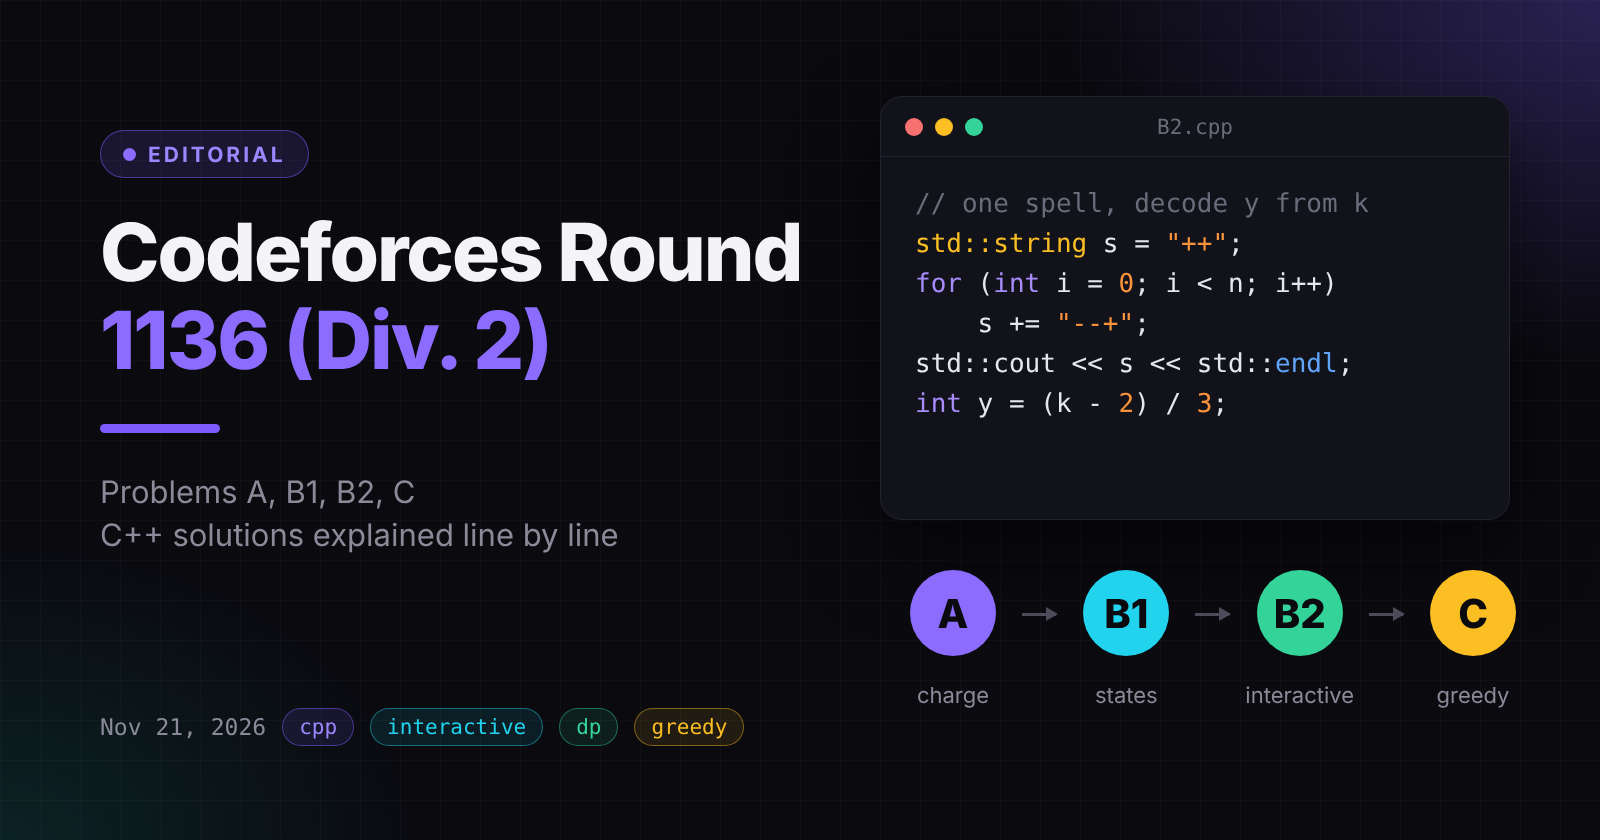 EDITORIAL
Codeforces Round
1136 (Div. 2)
Problems A, B1, B2, C
C++ solutions explained line by line
Nov 21, 2026 cpp interactive dp greedy
B2.cpp
// one spell, decode y from k
std::string s = "++";
for (int i = 0; i < n; i++)
    s += "--+";
std::cout << s << std::endl;
int y = (k - 2) / 3;
A → B1 → B2 → C
charge states interactive greedy